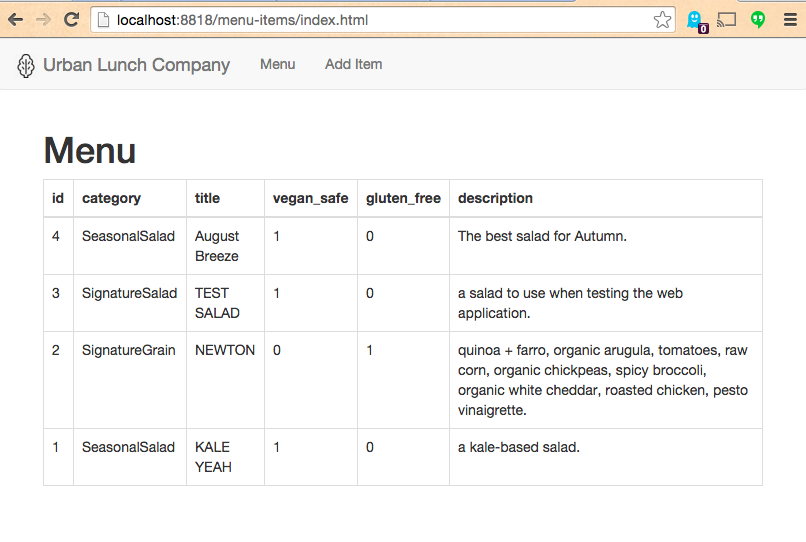 localhost:8818/menu-items/index.html
0
Urban Lunch Company Menu Add Item
Menu
id category title vegan_safe gluten_free description
4 SeasonalSalad August Breeze 1 0 The best salad for Autumn.
3 SignatureSalad TEST SALAD 1 0 a salad to use when testing the web
application.
2 SignatureGrain NEWTON 0 1 quinoa + farro, organic arugula, tomatoes, raw
corn, organic chickpeas, spicy broccoli,
organic white cheddar, roasted chicken, pesto
vinaigrette.
1 SeasonalSalad KALE YEAH 1 0 a kale-based salad.